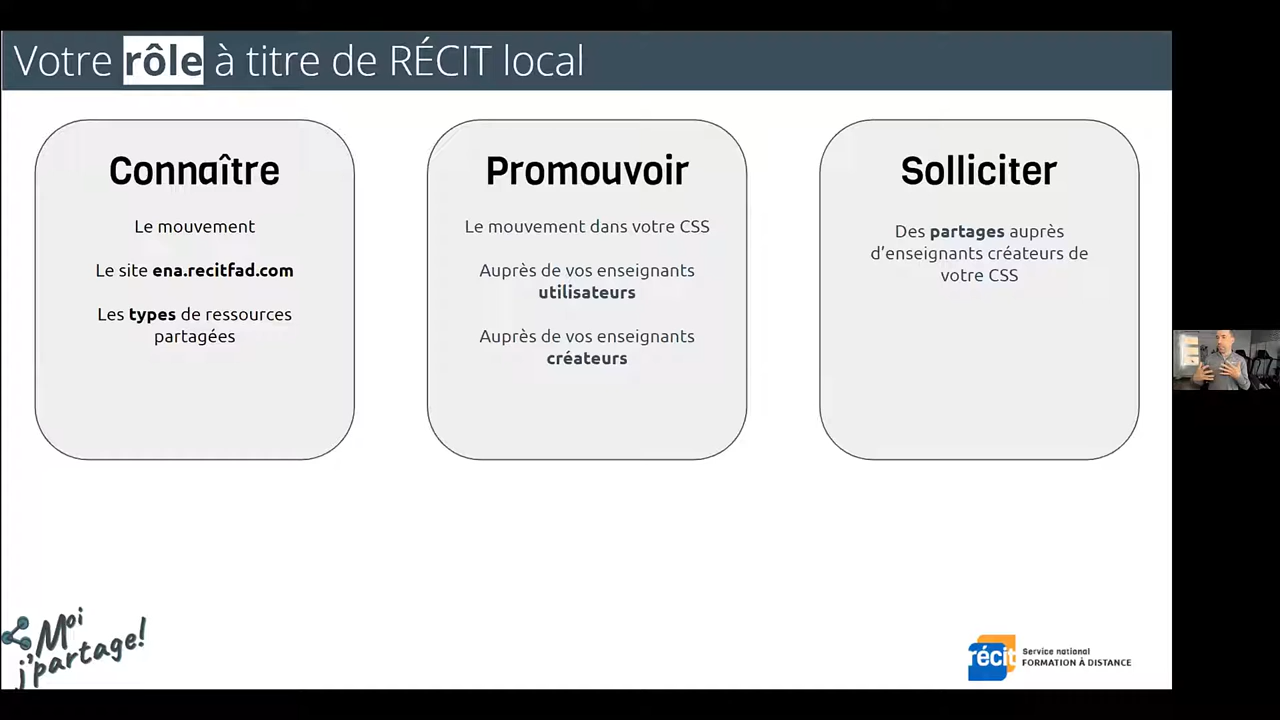 Votre rôle à titre de RÉCIT local
Connaître
Le mouvement
Le site ena.recitfad.com
Les types de ressources
partagées
Promouvoir
Le mouvement dans votre CSS
Auprès de vos enseignants
utilisateurs
Auprès de vos enseignants
créateurs
Solliciter
Des partages auprès
d’enseignants créateurs de
votre CSS
Moi
j'partage!
récit
Service national
FORMATION À DISTANCE